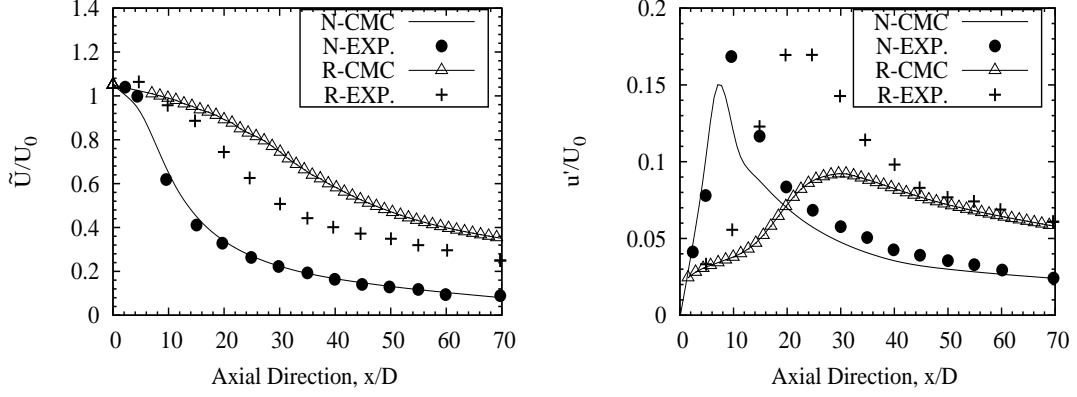 1.4
1.2
1
0.8
0.6
0.4
0.2
0
Ũ/U0
N-CMC
N-EXP.
R-CMC
R-EXP.
0 10 20 30 40 50 60 70
Axial Direction, x/D
0.2
0.15
0.1
0.05
0
u'/U0
N-CMC
N-EXP.
R-CMC
R-EXP.
0 10 20 30 40 50 60 70
Axial Direction, x/D